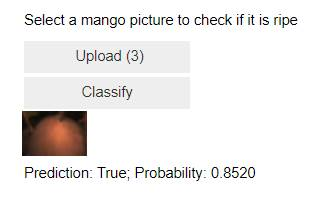 Select a mango picture to check if it is ripe
Upload (3)
Classify
Prediction: True; Probability: 0.8520